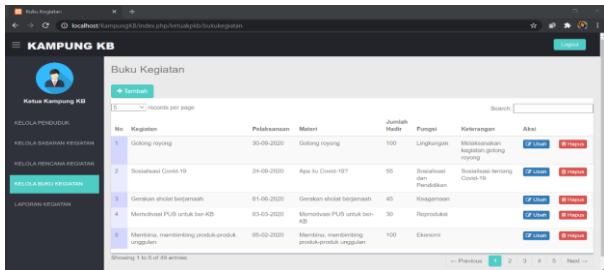 Buku Kegiatan
localhost/KampungKB/index.php/ketuakpkb/bukukegiatan
KAMPUNG KB
Logout
Ketua Kampung KB
KELOLA PENDUDUK
KELOLA SASARAN KEGIATAN
KELOLA RENCANA KEGIATAN
KELOLA BUKU KEGIATAN
LAPORAN KEGIATAN
Buku Kegiatan
+ Tambah
5 records per page
Search:
No Kegiatan Pelaksanaan Materi Jumlah Hadir Fungsi Keterangan Aksi
1 Gotong royong 30-09-2020 Gotong royong 100 Lingkungan Melaksanakan kegiatan gotong royong Ubah Hapus
2 Sosialisasi Covid-19 24-09-2020 Apa itu Covid-19? 55 Sosialisasi dan Pendidikan Sosialisasi tentang Covid-19 Ubah Hapus
3 Gerakan sholat berjamaah 01-06-2020 Gerakan sholat berjamaah 45 Keagamaan Ubah Hapus
4 Memotivasi PUS untuk ber-KB 03-03-2020 Memotivasi PUS untuk ber-KB 30 Reproduksi Ubah Hapus
5 Membina, membimbing produk-produk unggulan 05-02-2020 Membina, membimbing produk-produk unggulan 100 Ekonomi Ubah Hapus
Showing 1 to 5 of 49 entries
← Previous 1 2 3 4 5 Next →